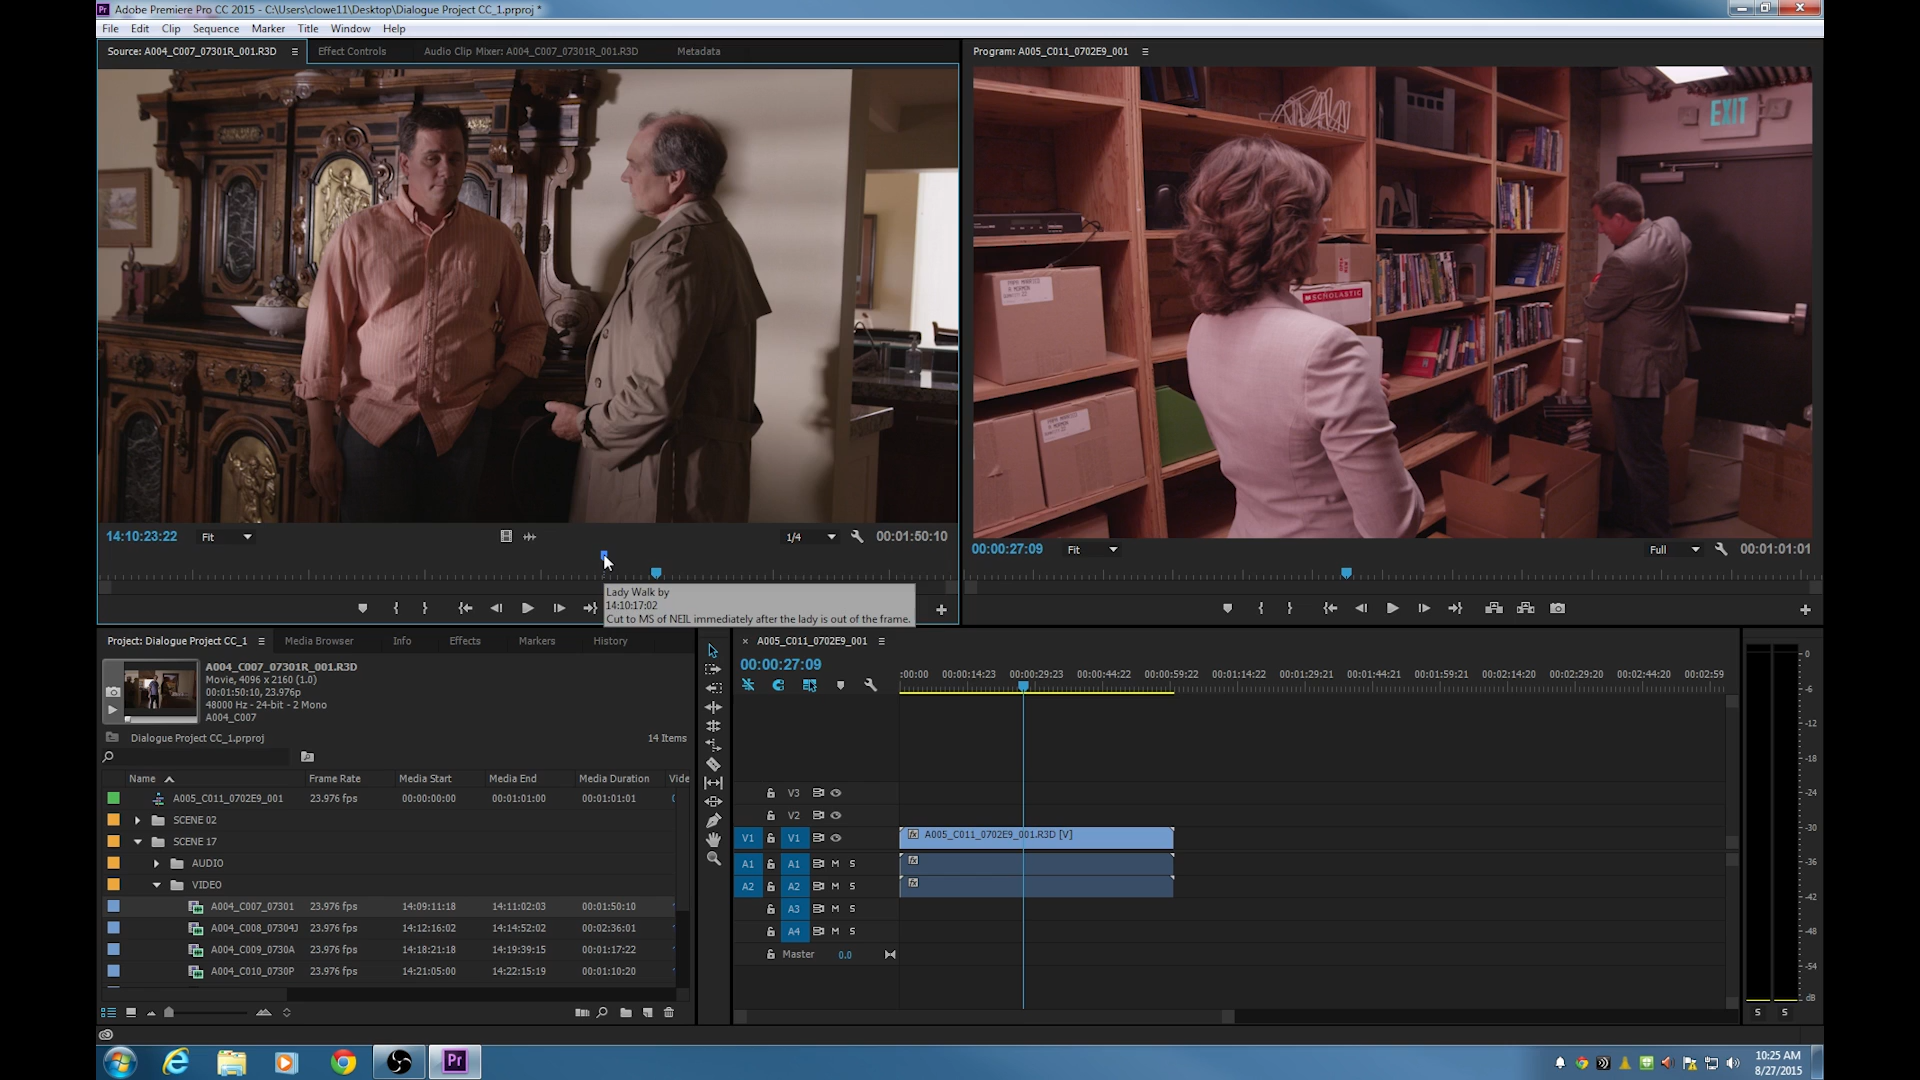 Adobe Premiere Pro CC 2015 - C:\Users\clowe11\Desktop\Dialogue Project CC_1.prproj *
File Edit Clip Sequence Marker Title Window Help
Source: A004_C007_07301R_001.R3D Effect Controls Audio Clip Mixer: A004_C007_07301R_001.R3D Metadata
Program: A005_C011_0702E9_001
EXIT
SCHOLASTIC
14:10:23:22 Fit 1/4 00:01:50:10
00:00:27:09 Fit Full 00:01:01:01
Lady Walk by
14:10:17:02
Cut to MS of NEIL immediately after the lady is out of the frame.
Project: Dialogue Project CC_1 Media Browser Info Effects Markers History
A004_C007_07301R_001.R3D
Movie, 4096 x 2160 (1.0)
00:01:50:10, 23.976p
48000 Hz - 24-bit - 2 Mono
A004_C007
Dialogue Project CC_1.prproj 14 Items
Name Frame Rate Media Start Media End Media Duration Vide
A005_C011_0702E9_001 23.976 fps 00:00:00:00 00:01:01:00 00:01:01:01
SCENE 02
SCENE 17
AUDIO
VIDEO
A004_C007_07301 23.976 fps 14:09:11:18 14:11:02:03 00:01:50:10
A004_C008_07304J 23.976 fps 14:12:16:02 14:14:52:02 00:02:36:01
A004_C009_0730A 23.976 fps 14:18:21:18 14:19:39:15 00:01:17:22
A004_C010_0730P 23.976 fps 14:21:05:00 14:22:15:19 00:01:10:20
× A005_C011_0702E9_001
00:00:27:09
:00:00 00:00:14:23 00:00:29:23 00:00:44:22 00:00:59:22 00:01:14:22 00:01:29:21 00:01:44:21 00:01:59:21 00:02:14:20 00:02:29:20 00:02:44:20 00:02:59
V3
V2
V1 V1 fx A005_C011_0702E9_001.R3D [V]
A1 A1 M S fx
A2 A2 M S fx
A3 M S
A4 M S
Master 0.0
0
-6
-12
-18
-24
-30
-36
-42
-48
-54
dB
S S
Pr
10:25 AM
8/27/2015